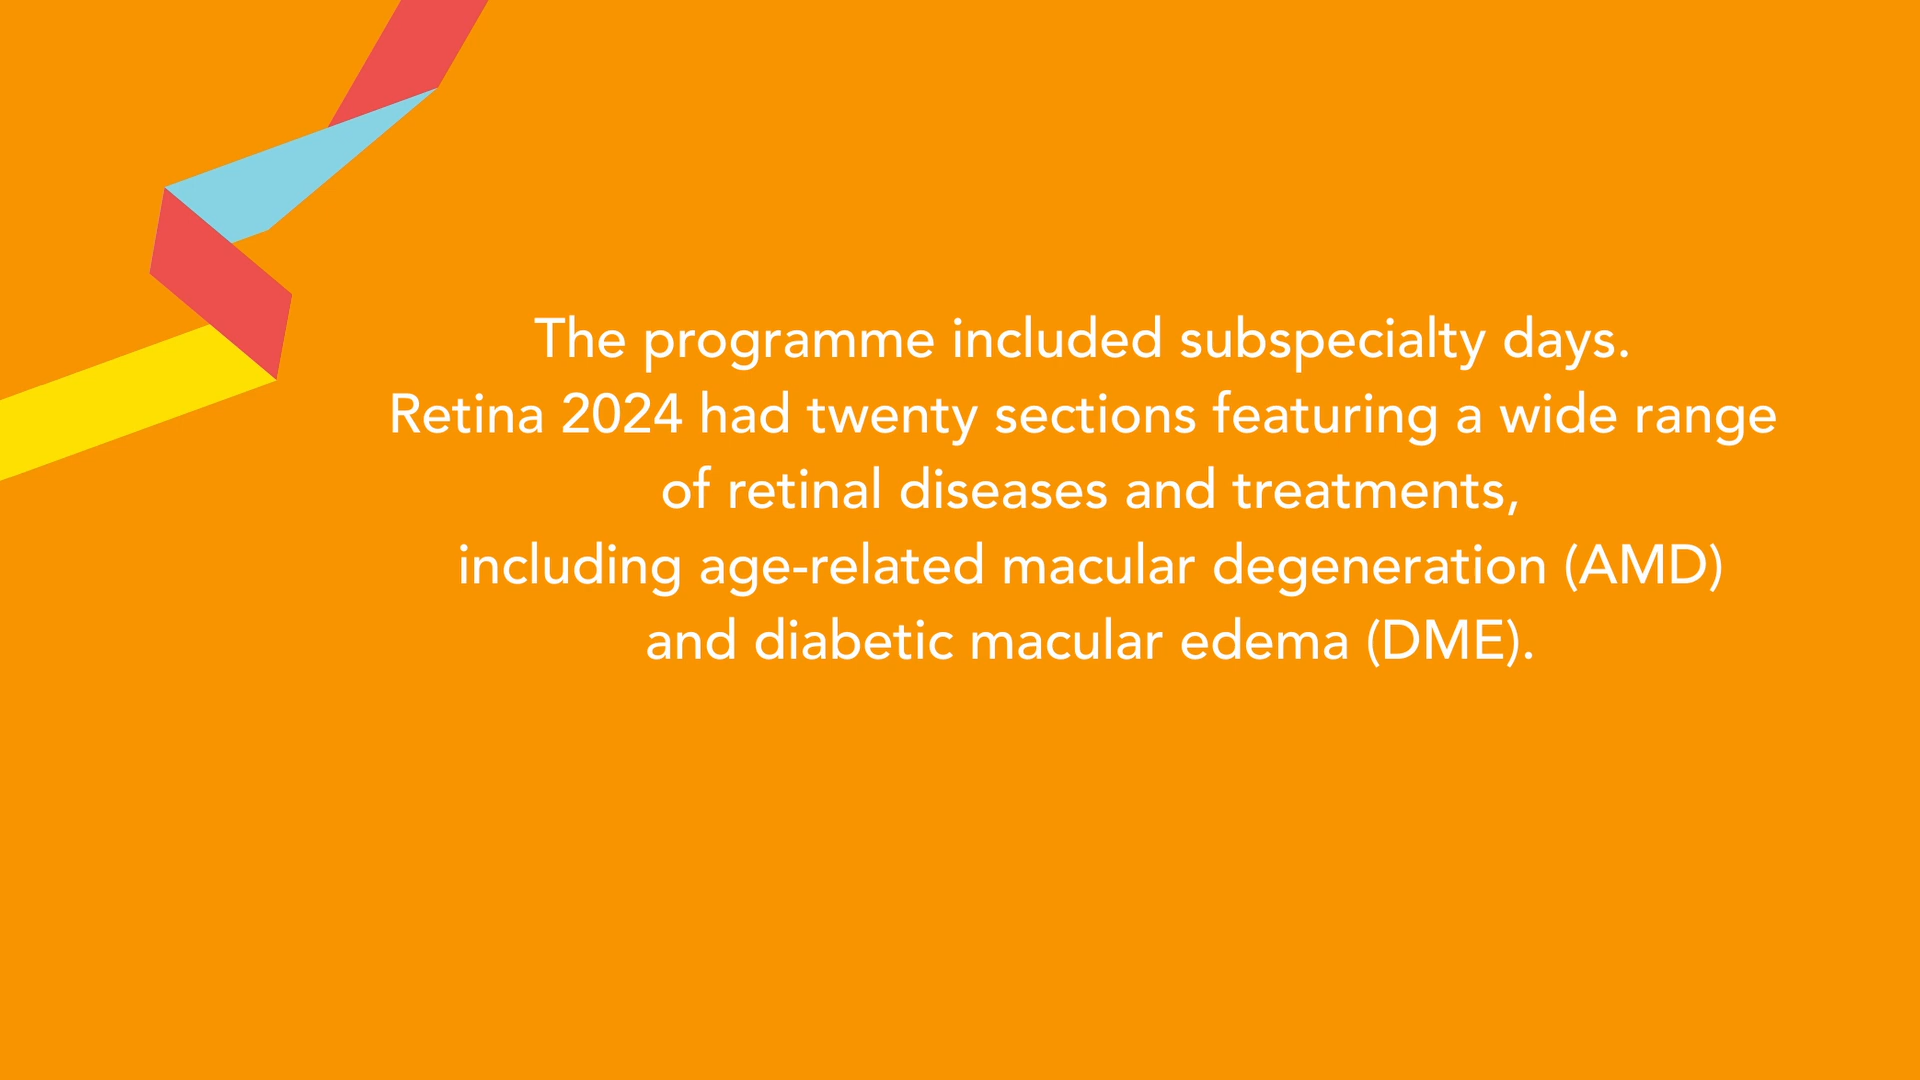 The programme included subspecialty days.
Retina 2024 had twenty sections featuring a wide range
of retinal diseases and treatments,
including age-related macular degeneration (AMD)
and diabetic macular edema (DME).